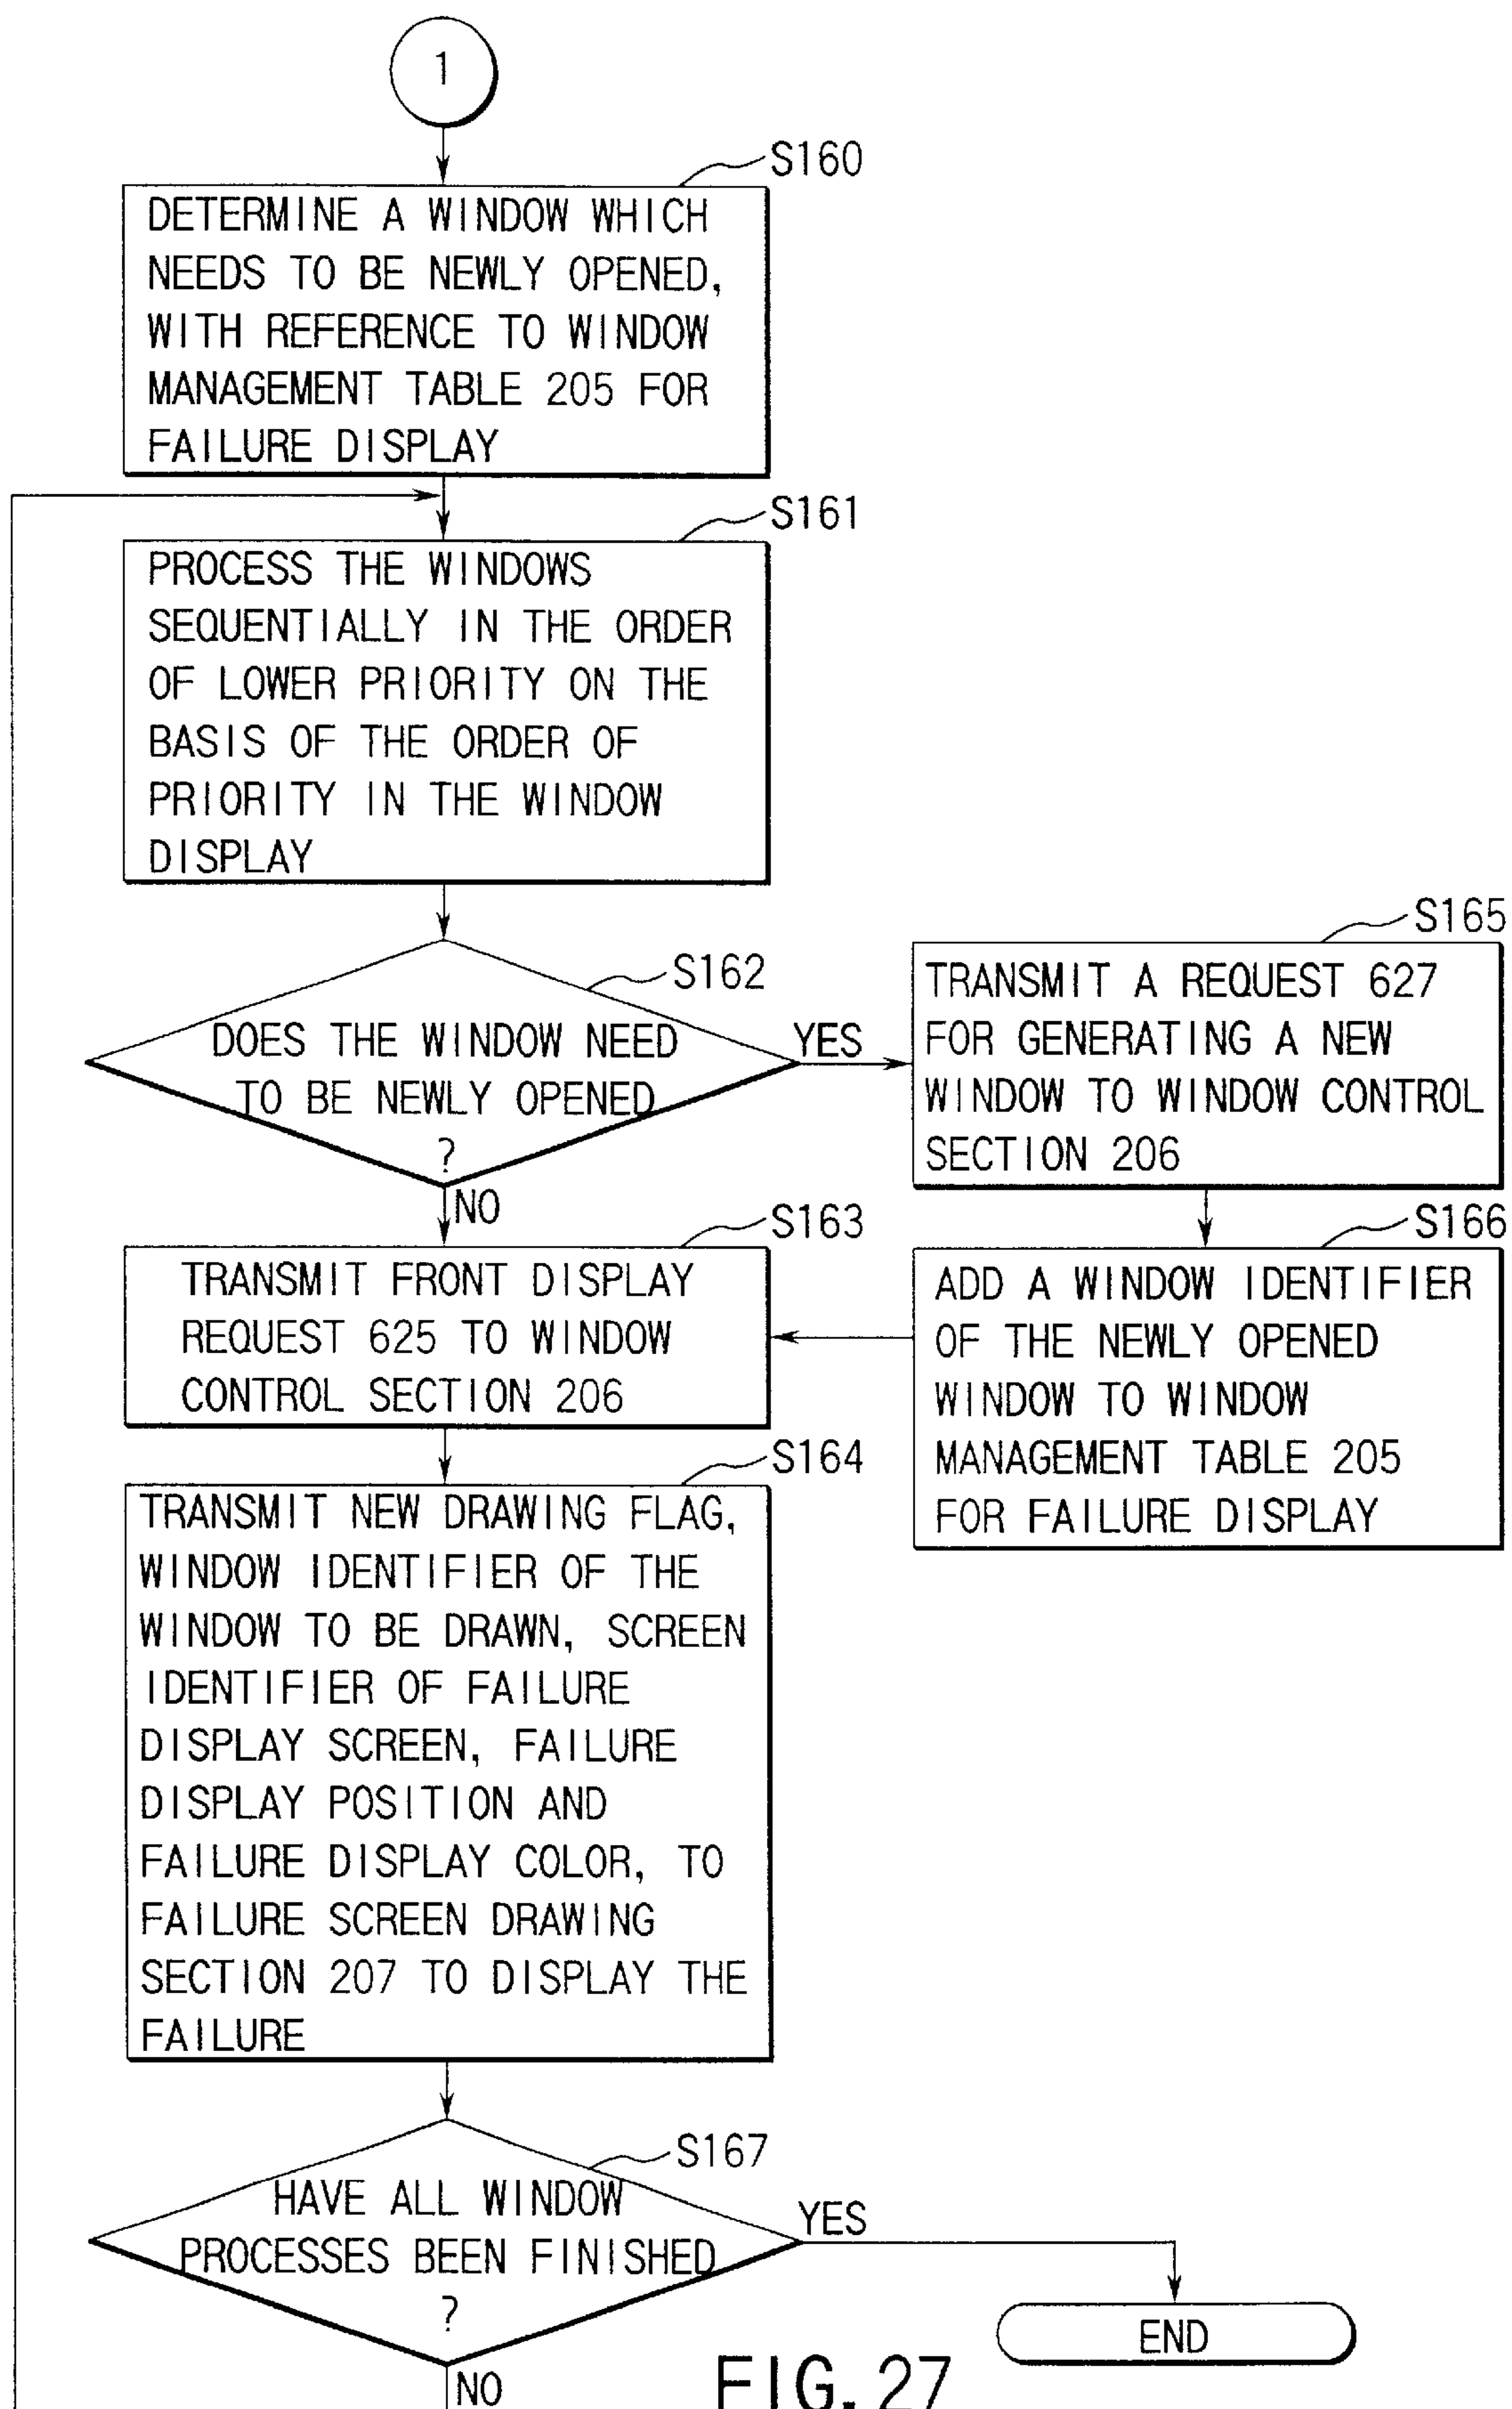 1
S160
DETERMINE A WINDOW WHICH
NEEDS TO BE NEWLY OPENED,
WITH REFERENCE TO WINDOW
MANAGEMENT TABLE 205 FOR
FAILURE DISPLAY
S161
PROCESS THE WINDOWS
SEQUENTIALLY IN THE ORDER
OF LOWER PRIORITY ON THE
BASIS OF THE ORDER OF
PRIORITY IN THE WINDOW
DISPLAY
S162
DOES THE WINDOW NEED
TO BE NEWLY OPENED
?
YES
NO
S165
TRANSMIT A REQUEST 627
FOR GENERATING A NEW
WINDOW TO WINDOW CONTROL
SECTION 206
S166
ADD A WINDOW IDENTIFIER
OF THE NEWLY OPENED
WINDOW TO WINDOW
MANAGEMENT TABLE 205
FOR FAILURE DISPLAY
S163
TRANSMIT FRONT DISPLAY
REQUEST 625 TO WINDOW
CONTROL SECTION 206
S164
TRANSMIT NEW DRAWING FLAG,
WINDOW IDENTIFIER OF THE
WINDOW TO BE DRAWN, SCREEN
IDENTIFIER OF FAILURE
DISPLAY SCREEN, FAILURE
DISPLAY POSITION AND
FAILURE DISPLAY COLOR, TO
FAILURE SCREEN DRAWING
SECTION 207 TO DISPLAY THE
FAILURE
S167
HAVE ALL WINDOW
PROCESSES BEEN FINISHED
?
YES
END
NO
FIG. 27